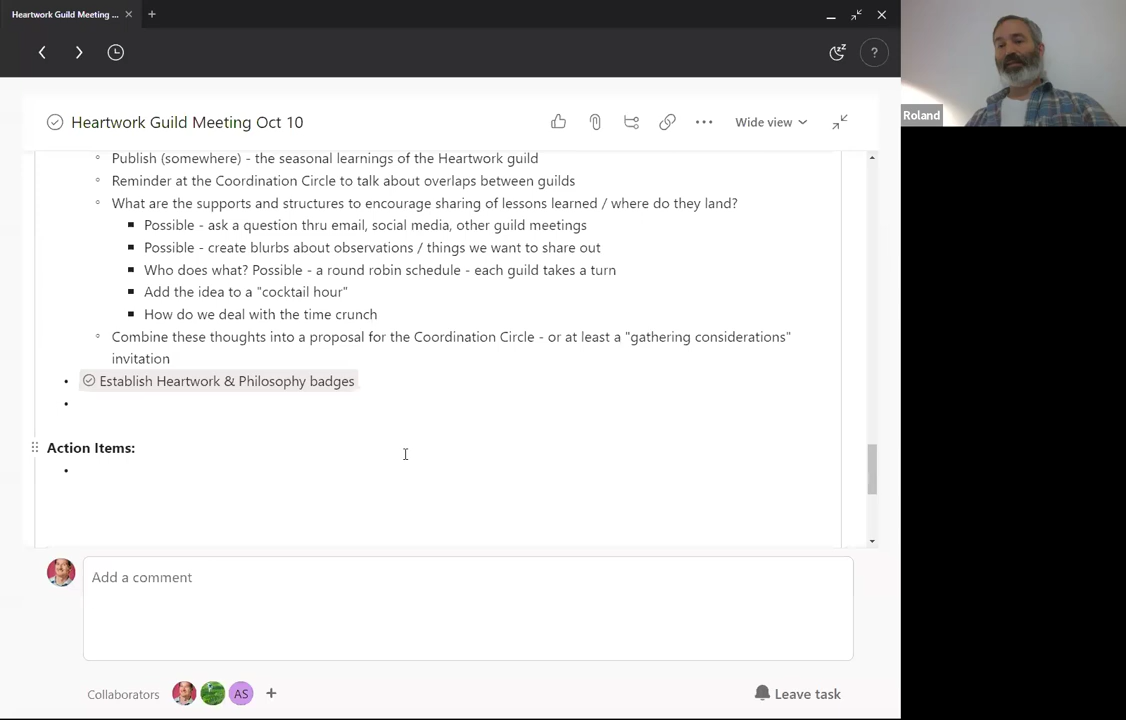 Heartwork Guild Meeting ...
Heartwork Guild Meeting Oct 10
Wide view
Publish (somewhere) - the seasonal learnings of the Heartwork guild
Reminder at the Coordination Circle to talk about overlaps between guilds
What are the supports and structures to encourage sharing of lessons learned / where do they land?
Possible - ask a question thru email, social media, other guild meetings
Possible - create blurbs about observations / things we want to share out
Who does what? Possible - a round robin schedule - each guild takes a turn
Add the idea to a "cocktail hour"
How do we deal with the time crunch
Combine these thoughts into a proposal for the Coordination Circle - or at least a "gathering considerations"
invitation
Establish Heartwork & Philosophy badges
Action Items:
Add a comment
Collaborators AS
Leave task
Roland